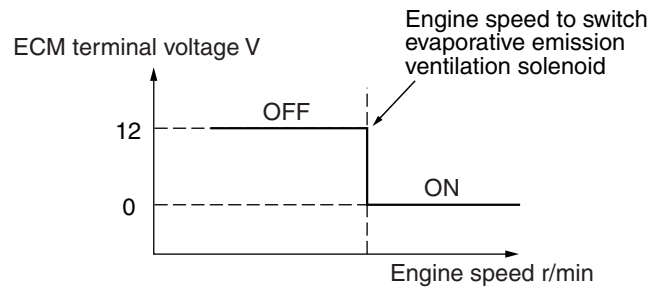 Engine speed to switch
evaporative emission
ventilation solenoid
ECM terminal voltage V
OFF
12
ON
0
Engine speed r/min